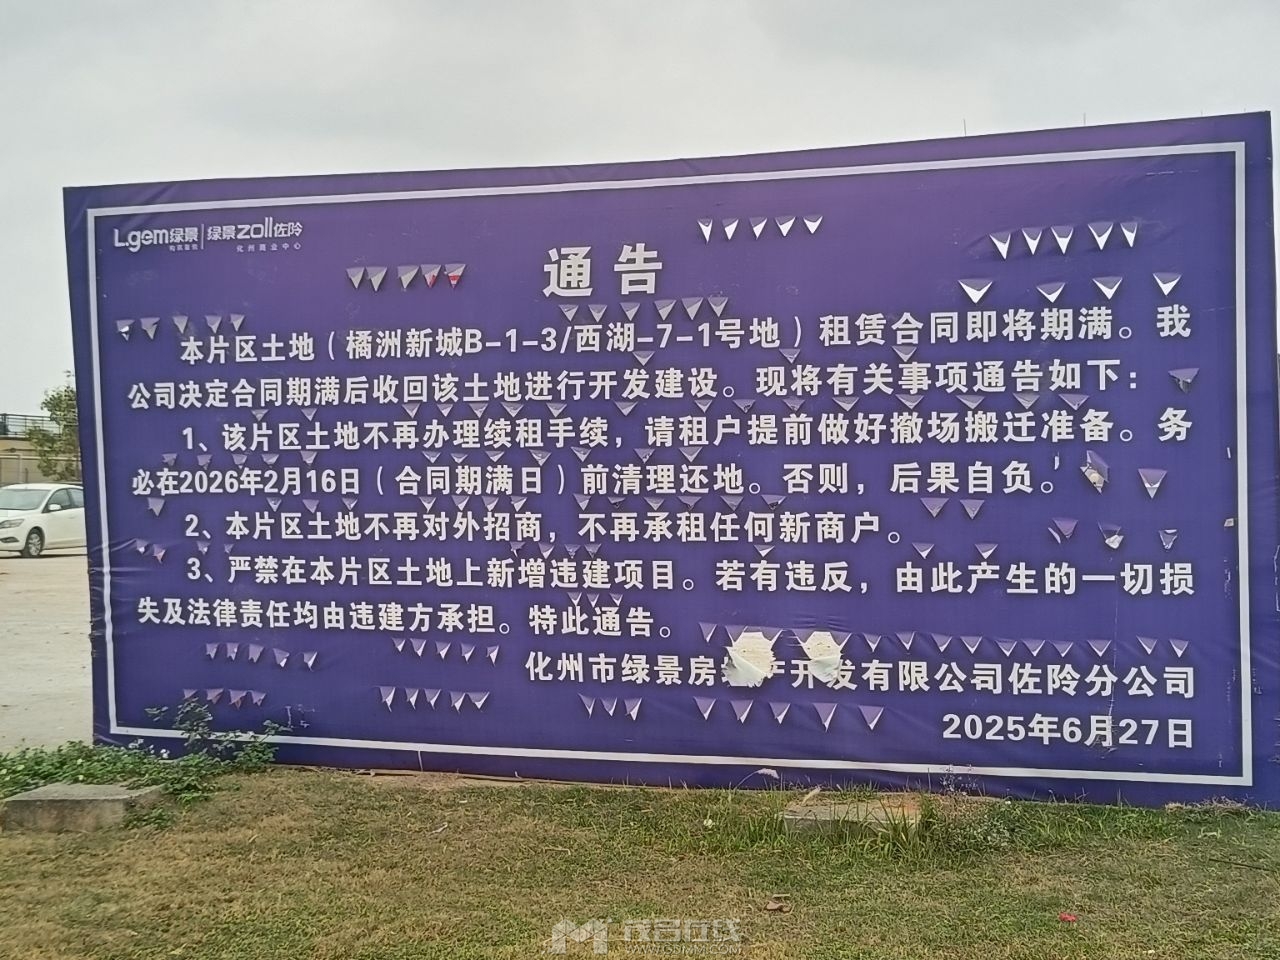 L.gem绿景 绿景zoll佐阾
化州商业中心
通告
本片区土地（橘洲新城B-1-3/西湖-7-1号地）租赁合同即将期满。我
公司决定合同期满后收回该土地进行开发建设。现将有关事项通告如下：
1、该片区土地不再办理续租手续，请租户提前做好撤场搬迁准备。务
必在2026年2月16日（合同期满日）前清理还地。否则，后果自负。
2、本片区土地不再对外招商，不再承租任何新商户。
3、严禁在本片区土地上新增违建项目。若有违反，由此产生的一切损
失及法律责任均由违建方承担。特此通告。
化州市绿景房 产开发有限公司佐阾分公司
2025年6月27日
茂名在线
WWW.GDMM.COM